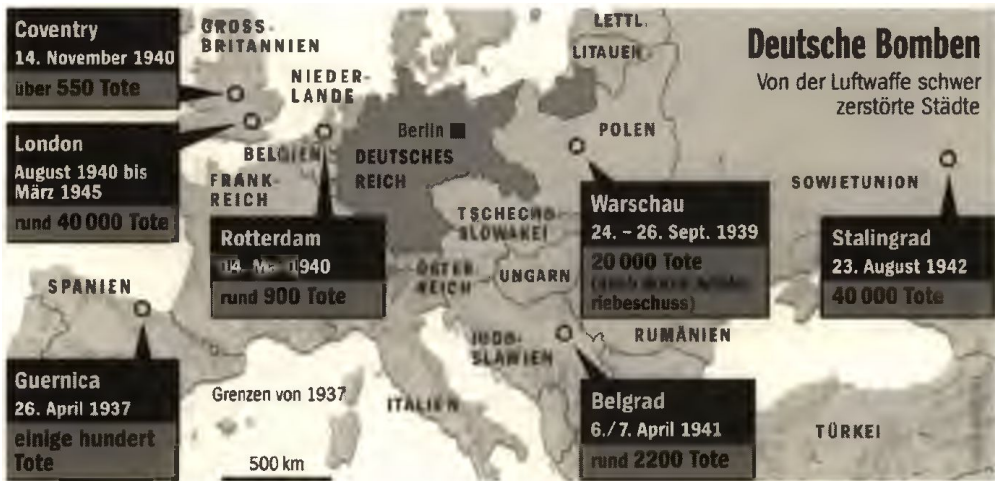 Deutsche Bomben
Von der Luftwaffe schwer
zerstörte Städte
Coventry
14. November 1940
über 550 Tote
London
August 1940 bis
März 1945
rund 40 000 Tote
Rotterdam
14. Mai 1940
rund 900 Tote
Warschau
24. – 26. Sept. 1939
20 000 Tote
riebeschuss)
Stalingrad
23. August 1942
40 000 Tote
Guernica
26. April 1937
einige hundert
Tote
Belgrad
6./7. April 1941
rund 2200 Tote
GROSS-
BRITANNIEN
NIEDER-
LANDE
BELGIEN
FRANK-
REICH
Berlin
DEUTSCHES
REICH
LETTL.
LITAUEN
POLEN
SOWIETUNION
TSCHECHO-
SLOWAKEI
ÖSTER-
REICH
UNGARN
RUMÄNIEN
JUGO-
SLAWIEN
SPANIEN
ITALIEN
TÜRKEI
Grenzen von 1937
500 km